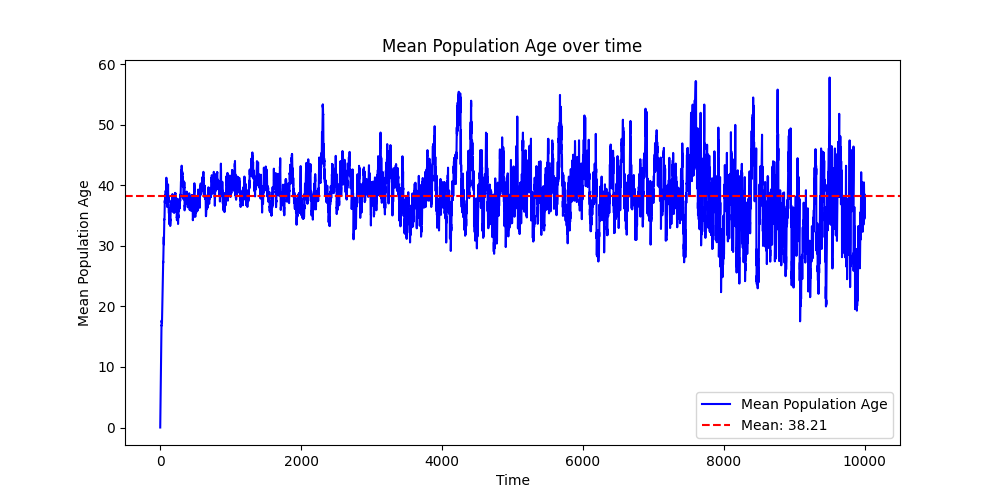 Mean Population Age over time
Mean Population Age
60
50
40
30
20
10
0
0 2000 4000 6000 8000 10000
Time
Mean Population Age
Mean: 38.21